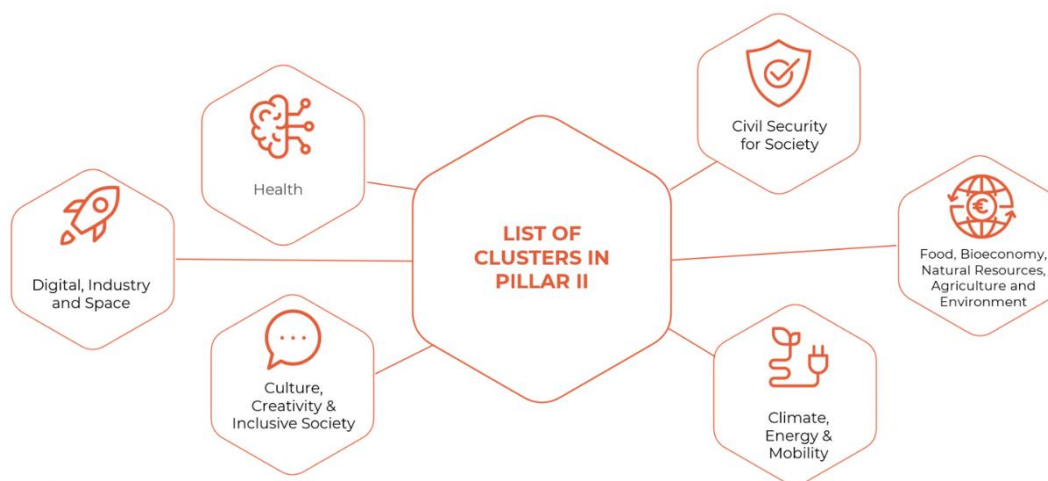 Health
Civil Security
for Society
Digital, Industry
and Space
LIST OF
CLUSTERS IN
PILLAR II
Food, Bioeconomy,
Natural Resources,
Agriculture and
Environment
Culture,
Creativity &
Inclusive Society
Climate,
Energy &
Mobility